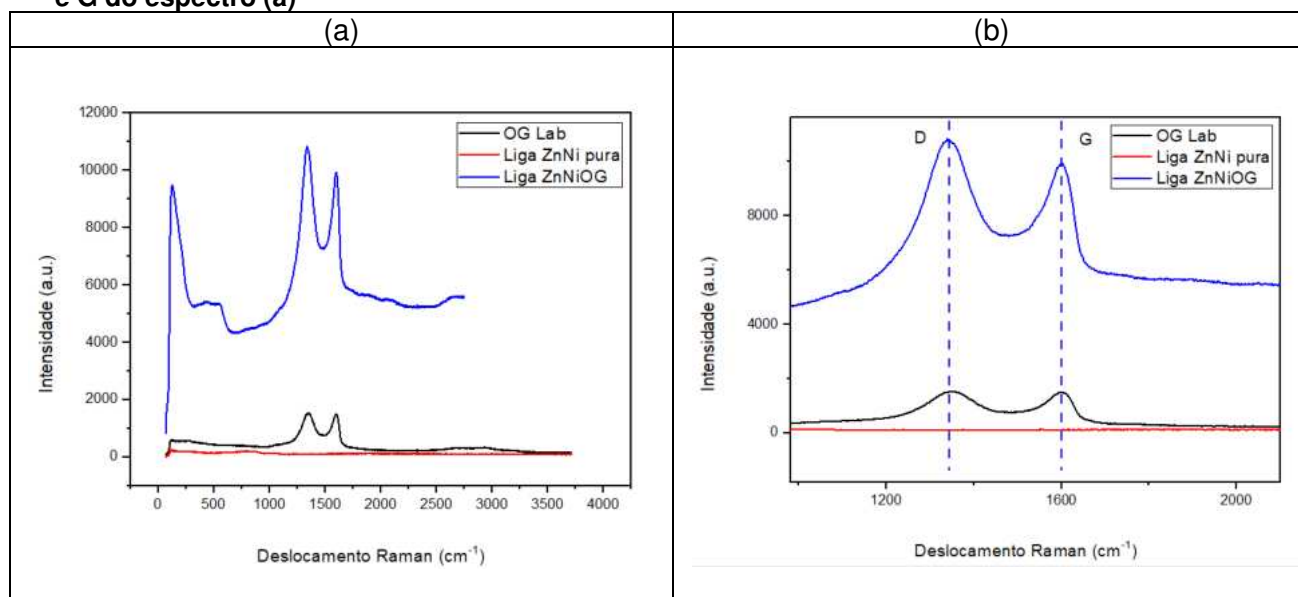 e G do espectro (a)
(a)
(b)
12000
10000
8000
6000
4000
2000
0
0
500
1000
1500
2000
2500
3000
3500
4000
Intensidade (a.u.)
Deslocamento Raman (cm⁻¹)
OG Lab
Liga ZnNi pura
Liga ZnNiOG
8000
4000
0
1200
1600
2000
Intensidade (a.u.)
Deslocamento Raman (cm⁻¹)
D
G
OG Lab
Liga ZnNi pura
Liga ZnNiOG